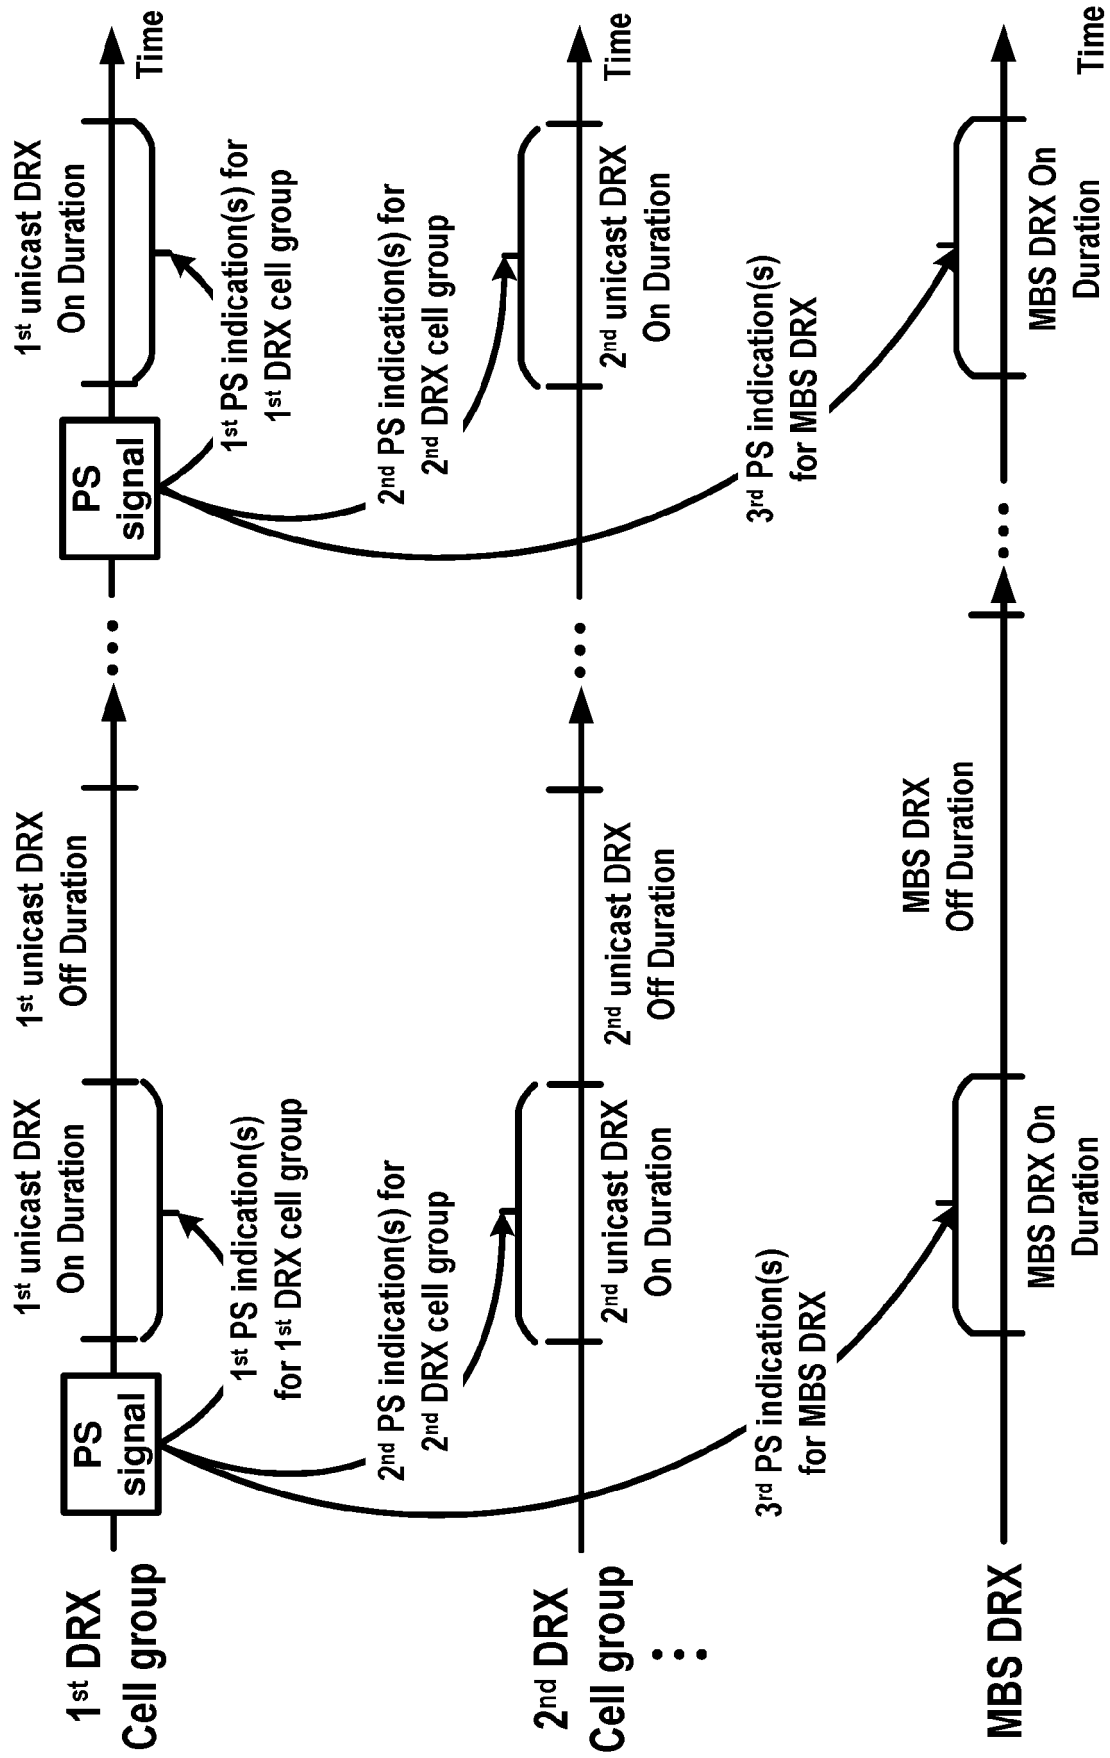 1st DRX
Cell group
PS
signal
1st unicast DRX
On Duration
1st unicast DRX
Off Duration
PS
signal
1st unicast DRX
On Duration
Time
1st PS indication(s)
for 1st DRX cell group
1st PS indication(s) for
1st DRX cell group
2nd PS indication(s) for
2nd DRX cell group
2nd PS indication(s) for
2nd DRX cell group
2nd DRX
Cell group
2nd unicast DRX
On Duration
2nd unicast DRX
Off Duration
2nd unicast DRX
On Duration
Time
3rd PS indication(s)
for MBS DRX
3rd PS indication(s)
for MBS DRX
MBS DRX
MBS DRX On
Duration
MBS DRX
Off Duration
MBS DRX On
Duration
Time